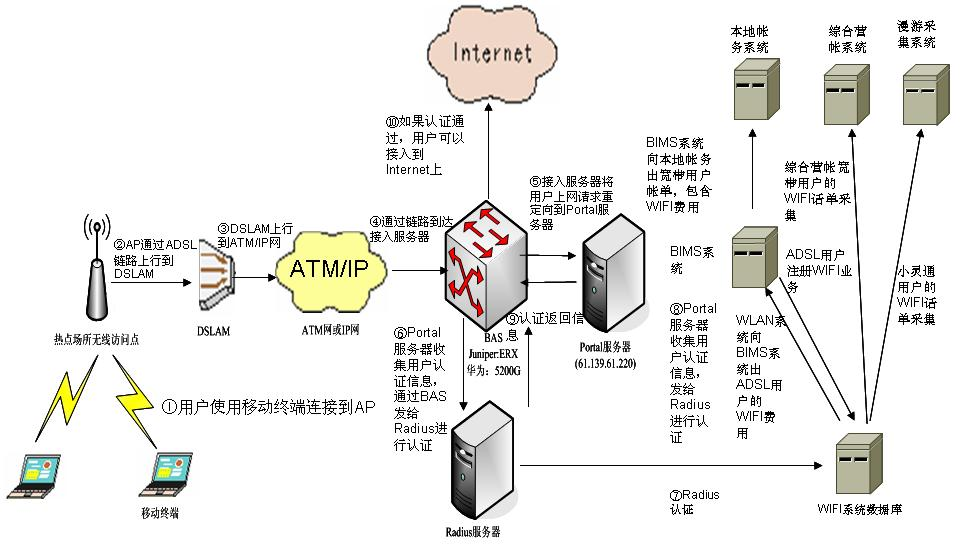 Internet
本地帐
务系统
综合营
帐系统
漫游采
集系统
⑩如果认证通
过，用户可以
接入到
Internet上
BIMS系统
向本地帐务
出宽带用户
帐单，包含
WIFI费用
综合营帐宽
带用户的
WIFI话单采
集
⑤接入服务器将
用户上网请求重
定向到Portal服
务器
②AP通过ADSL
链路上行到
DSLAM
③DSLAM上行
到ATM/IP网
④通过链路到达
接入服务器
ATM/IP
BIMS系
统
ADSL用户
注册WIFI业
务
小灵通
用户的
WIFI话单
采集
热点场所无线访问点
DSLAM
ATM网或IP网
BAS
Juniper:ERX
华为：5200G
⑨认证返回信
息
Portal服务器
(61.139.61.220)
⑥Portal
服务器收
集用户认
证信息，
通过BAS
发给
Radius进
行认证
⑧Portal
服务器收
集用户认
证信息，
发给
Radius
进行认
证
WLAN系
统向
BIMS系
统出
ADSL用
户的
WIFI费
用
①用户使用移动终端连接到AP
移动终端
Radius服务器
⑦Radius
认证
WIFI系统数据库